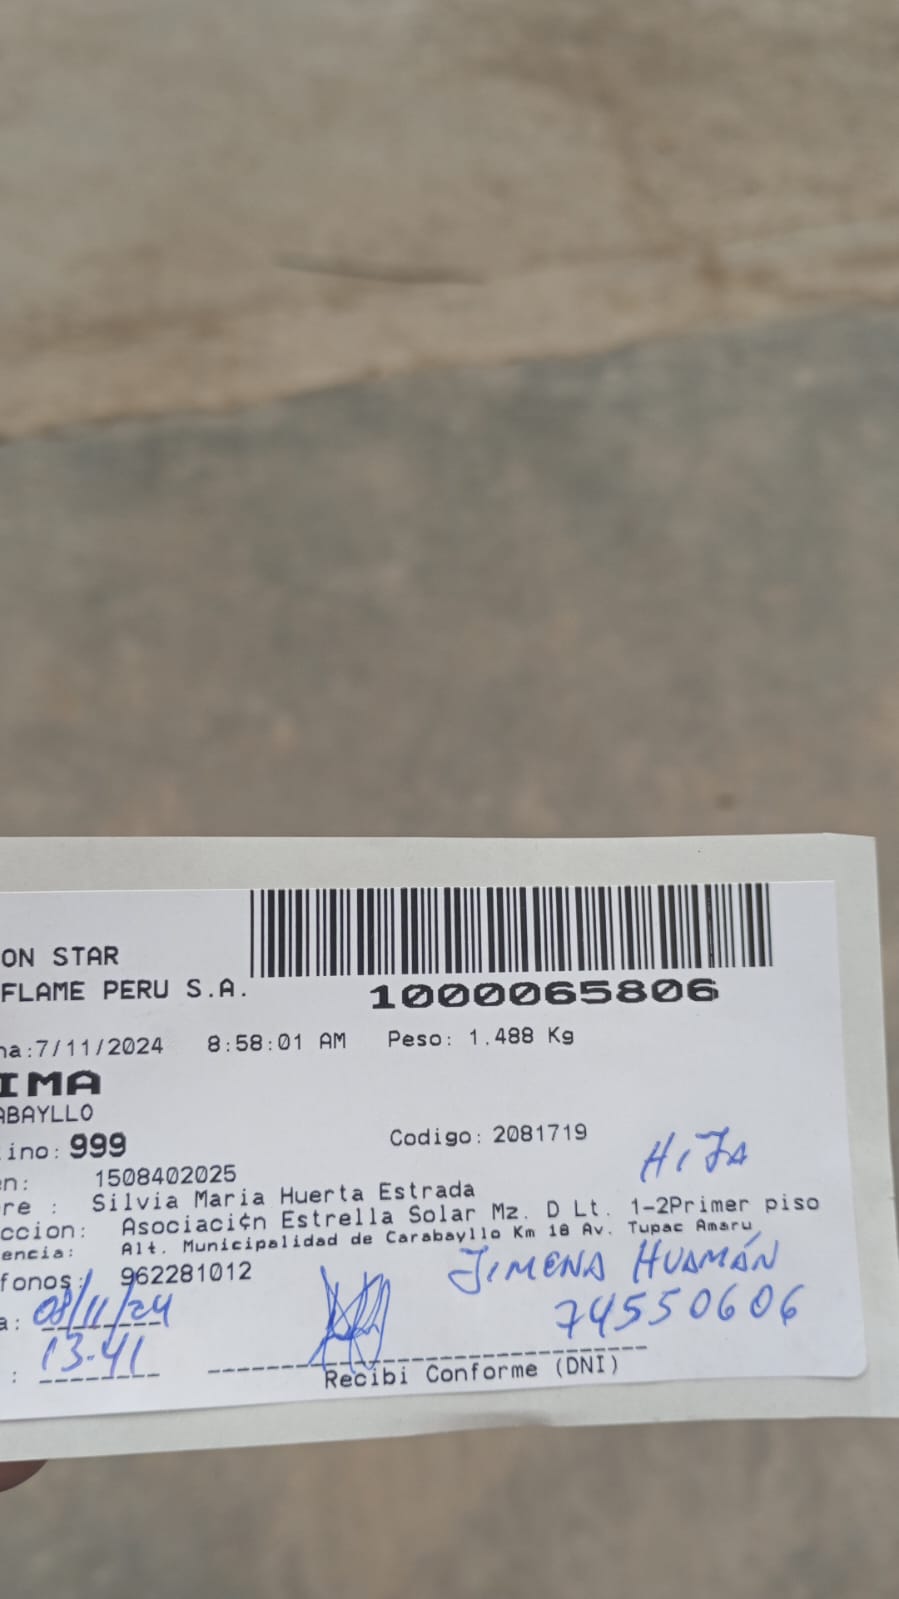 ON STAR
FLAME PERU S.A.
1000065806
na:7/11/2024 8:58:01 AM Peso: 1.488 Kg
IMA
ABAYLLO
ino: 999 Codigo: 2081719
HIJA
en: 1508402025
re : Silvia Maria Huerta Estrada
ccion: Asociaci¢n Estrella Solar Mz. D Lt. 1-2Primer piso
encia: Alt. Municipalidad de Carabayllo Km 18 Av. Tupac Amaru
fonos: 962281012
JIMENA HUAMÁN
a: 08/11/24
74550606
: 13-41
Recibi Conforme (DNI)